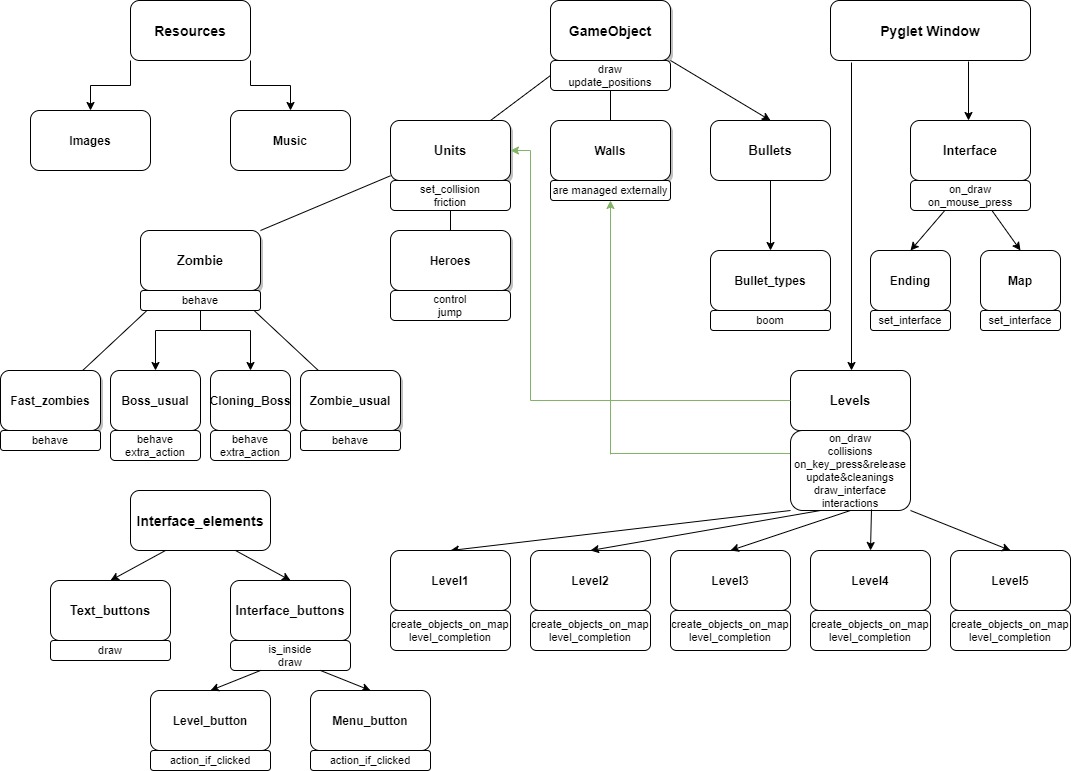 Resources
GameObject
Pyglet Window
draw
update_positions
Images
Music
Units
Walls
Bullets
Interface
set_collision
friction
are managed externally
on_draw
on_mouse_press
Zombie
Heroes
Bullet_types
Ending
Map
behave
control
jump
boom
set_interface
set_interface
Fast_zombies
Boss_usual
Cloning_Boss
Zombie_usual
Levels
behave
behave
extra_action
behave
extra_action
behave
on_draw
collisions
on_key_press&release
update&cleanings
draw_interface
interactions
Interface_elements
Text_buttons
Interface_buttons
Level1
Level2
Level3
Level4
Level5
draw
is_inside
draw
create_objects_on_map
level_completion
create_objects_on_map
level_completion
create_objects_on_map
level_completion
create_objects_on_map
level_completion
create_objects_on_map
level_completion
Level_button
Menu_button
action_if_clicked
action_if_clicked